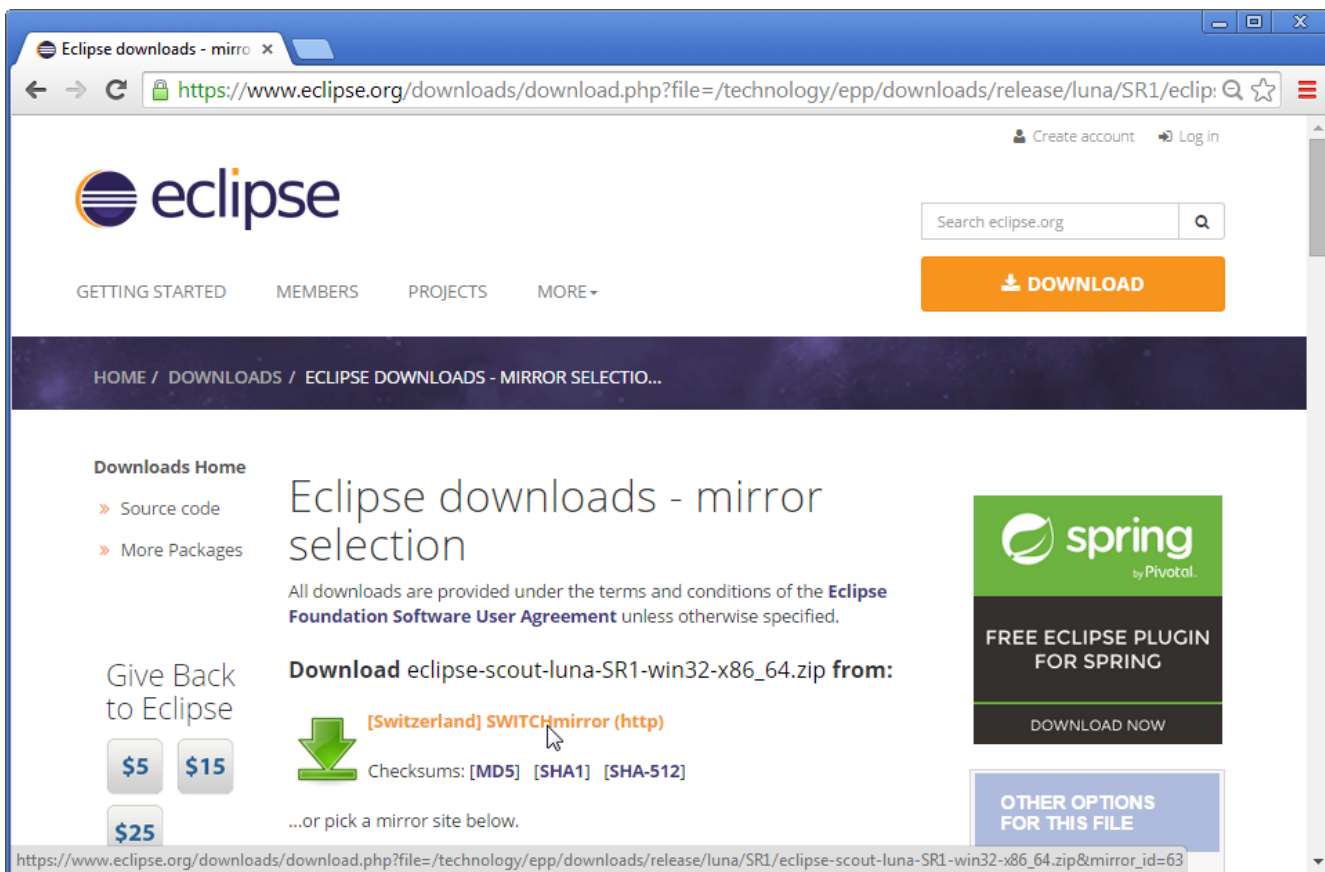 Eclipse downloads - mirro
https://www.eclipse.org/downloads/download.php?file=/technology/epp/downloads/release/luna/SR1/eclip
Create account Log in
eclipse
Search eclipse.org
DOWNLOAD
GETTING STARTED MEMBERS PROJECTS MORE
HOME / DOWNLOADS / ECLIPSE DOWNLOADS - MIRROR SELECTIO...
Downloads Home
» Source code
» More Packages
Give Back
to Eclipse
$5 $15
$25
Eclipse downloads - mirror
selection
All downloads are provided under the terms and conditions of the Eclipse
Foundation Software User Agreement unless otherwise specified.
Download eclipse-scout-luna-SR1-win32-x86_64.zip from:
[Switzerland] SWITCHmirror (http)
Checksums: [MD5] [SHA1] [SHA-512]
...or pick a mirror site below.
spring
by Pivotal.
FREE ECLIPSE PLUGIN
FOR SPRING
DOWNLOAD NOW
OTHER OPTIONS
FOR THIS FILE
https://www.eclipse.org/downloads/download.php?file=/technology/epp/downloads/release/luna/SR1/eclipse-scout-luna-SR1-win32-x86_64.zip&mirror_id=63